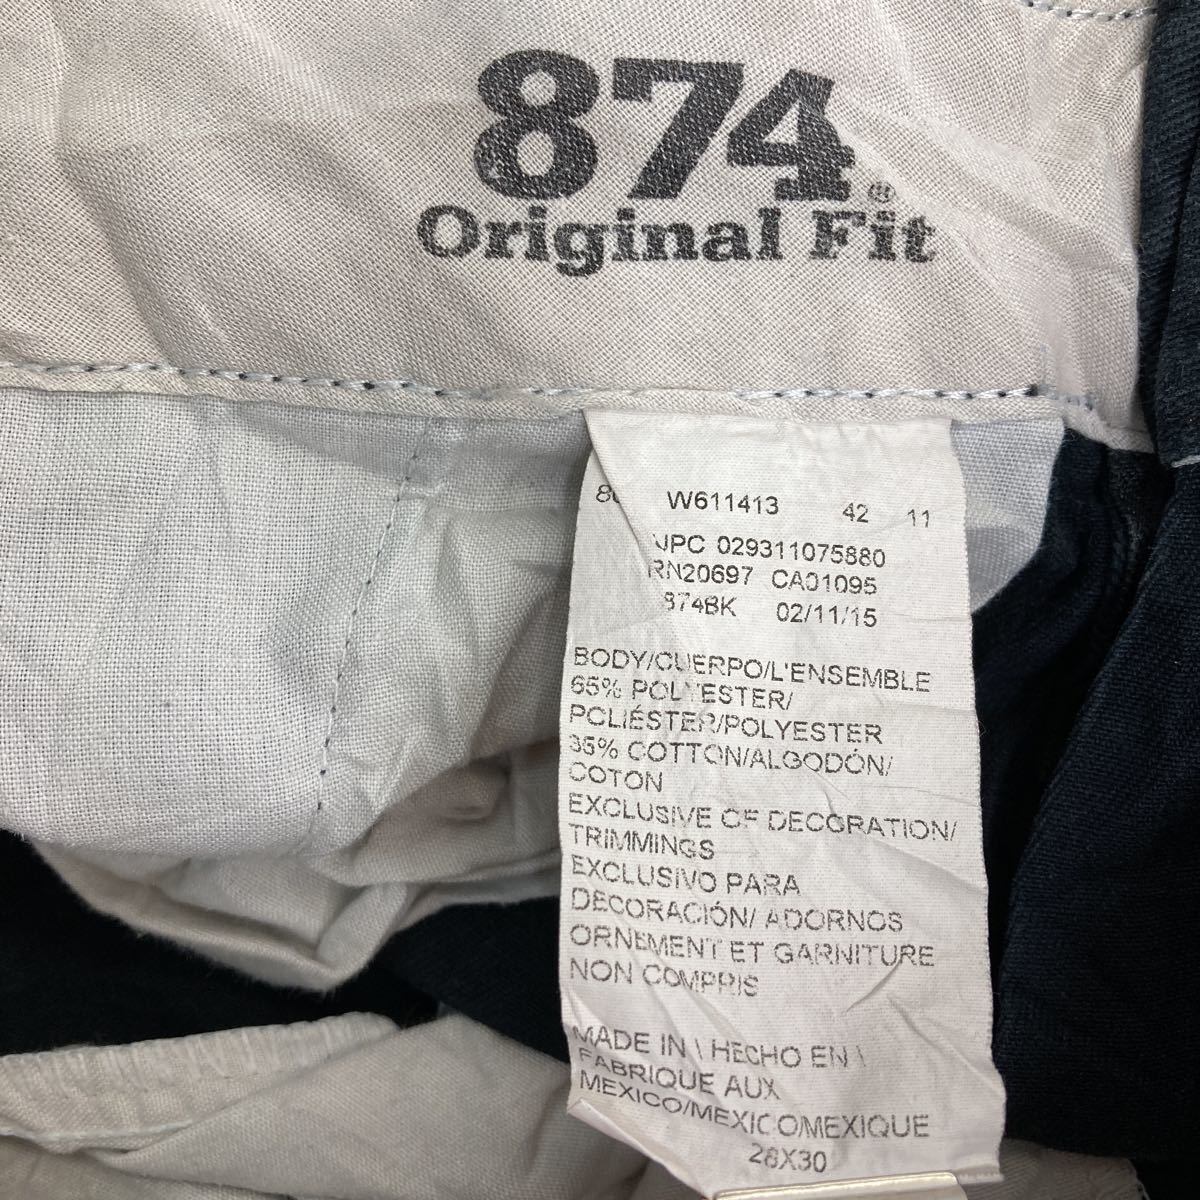 874®
Original Fit
W611413 42 11
UPC 029311075880
RN20697 CA01095
874BK 02/11/15
BODY/CUERPO/L'ENSEMBLE
65% POLYESTER/
POLIÉSTER/POLYESTER
35% COTTON/ALGODÓN/
COTON
EXCLUSIVE OF DECORATION/
TRIMMINGS
EXCLUSIVO PARA
DECORACIÓN/ ADORNOS
ORNEMENT ET GARNITURE
NON COMPRIS
MADE IN \ HECHO EN \
FABRIQUE AUX
MEXICO/MEXICO/MEXIQUE
28X30